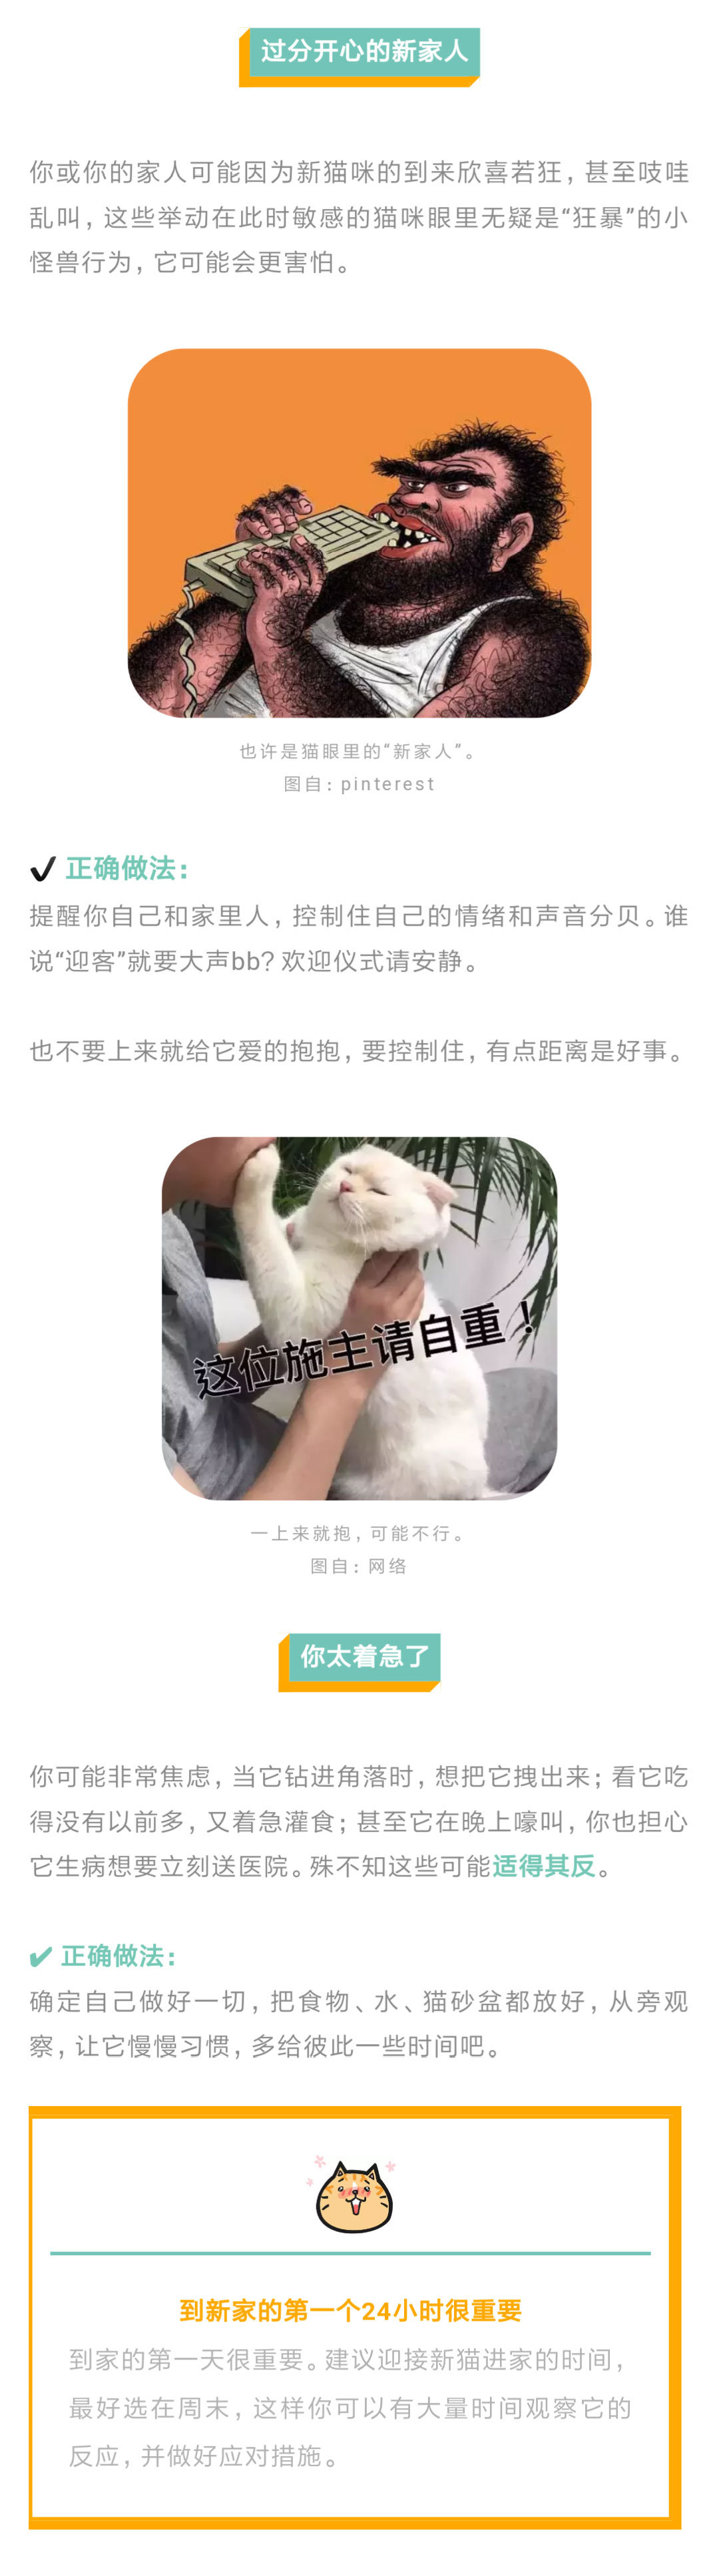 过分开心的新家人
你或你的家人可能因为新猫咪的到来欣喜若狂，甚至吱哇
乱叫，这些举动在此时敏感的猫咪眼里无疑是“狂暴”的小
怪兽行为，它可能会更害怕。
也许是猫眼里的“新家人”。
图自：pinterest
✔ 正确做法：
提醒你自己和家里人，控制住自己的情绪和声音分贝。谁
说“迎客”就要大声bb？欢迎仪式请安静。
也不要上来就给它爱的抱抱，要控制住，有点距离是好事。
这位施主请自重！
一上来就抱，可能不行。
图自：网络
你太着急了
你可能非常焦虑，当它钻进角落时，想把它拽出来；看它吃
得没有以前多，又着急灌食；甚至它在晚上嚎叫，你也担心
它生病想要立刻送医院。殊不知这些可能适得其反。
✔ 正确做法：
确定自己做好一切，把食物、水、猫砂盆都放好，从旁观
察，让它慢慢习惯，多给彼此一些时间吧。
到新家的第一个24小时很重要
到家的第一天很重要。建议迎接新猫进家的时间，
最好选在周末，这样你可以有大量时间观察它的
反应，并做好应对措施。